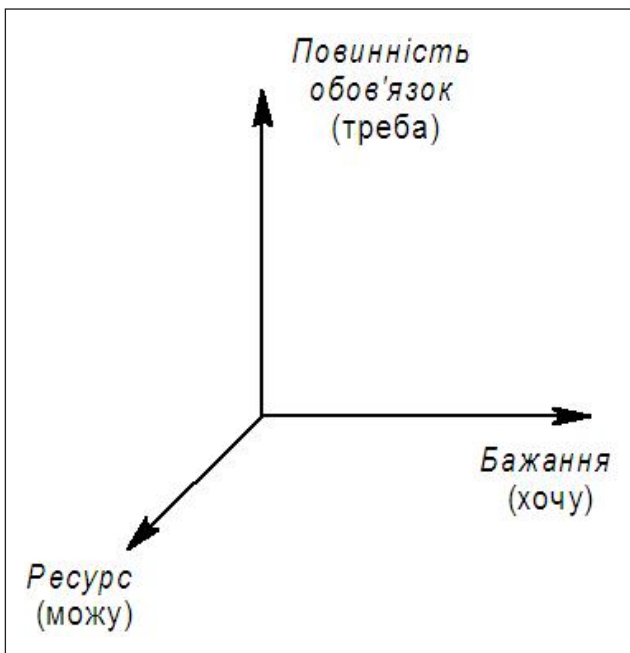 Повинність
обов'язок
(треба)
Бажання
(хочу)
Ресурс
(можу)